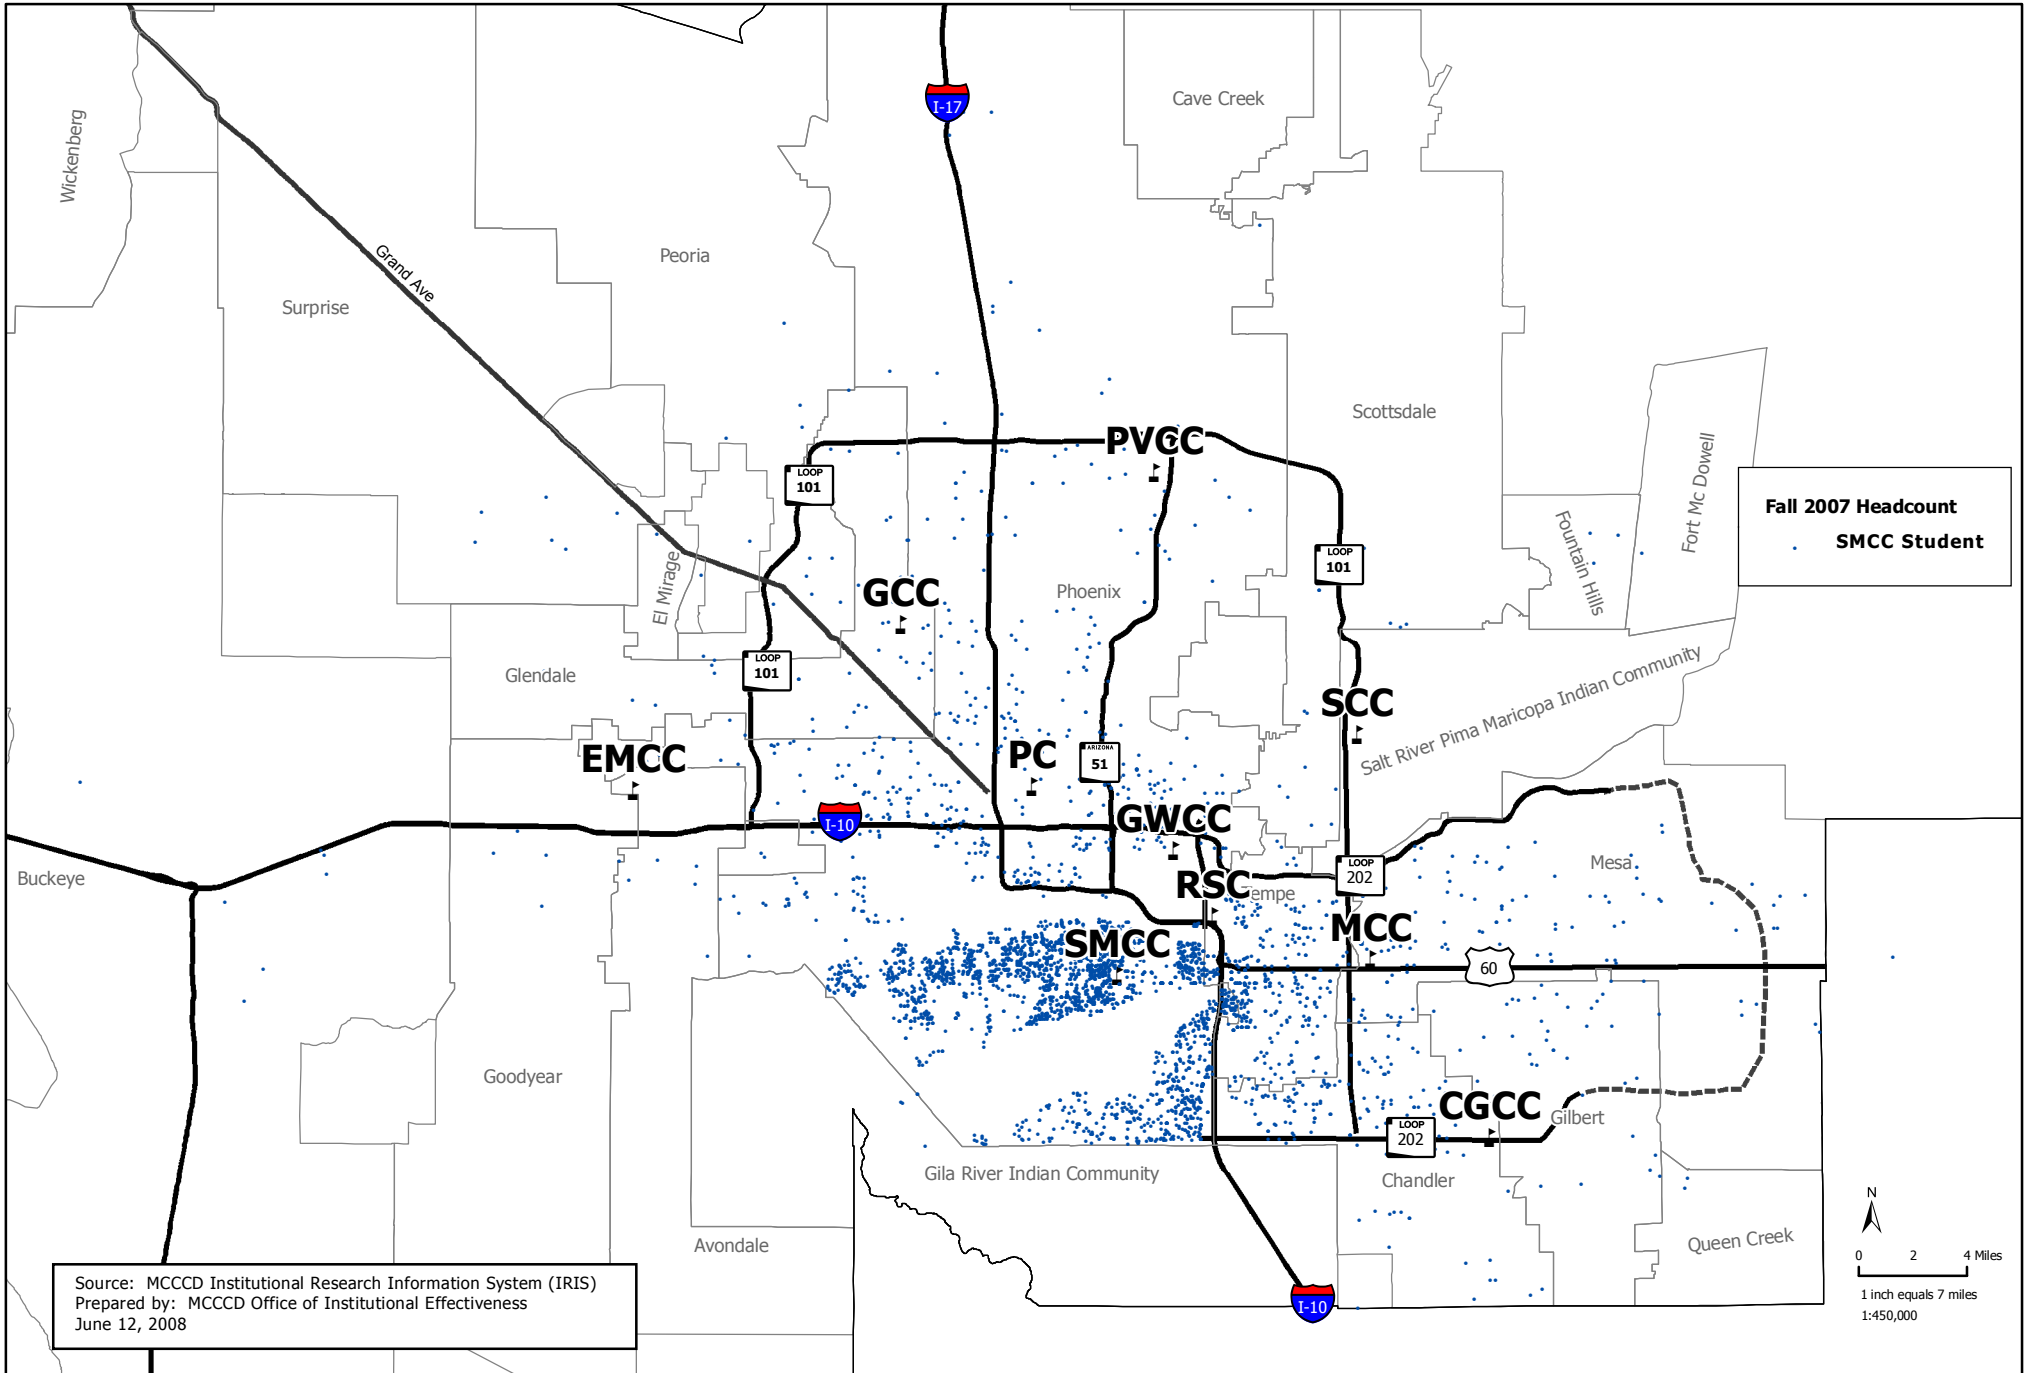 I-17
Cave Creek
Wickenberg
Grand Ave
Peoria
Surprise
Scottsdale
PVCC
LOOP
101
Fort Mc Dowell
Fall 2007 Headcount
SMCC Student
Fountain Hills
LOOP
101
El Mirage
GCC
Phoenix
LOOP
101
Glendale
SCC
Salt River Pima Maricopa Indian Community
EMCC
PC
ARIZONA
51
I-10
GWCC
Buckeye
LOOP
202
Mesa
RSC
Tempe
MCC
SMCC
60
Goodyear
CGCC
Gilbert
LOOP
202
Gila River Indian Community
Chandler
Avondale
Queen Creek
N
0 2 4 Miles
1 inch equals 7 miles
1:450,000
I-10
Source: MCCCD Institutional Research Information System (IRIS)
Prepared by: MCCCD Office of Institutional Effectiveness
June 12, 2008